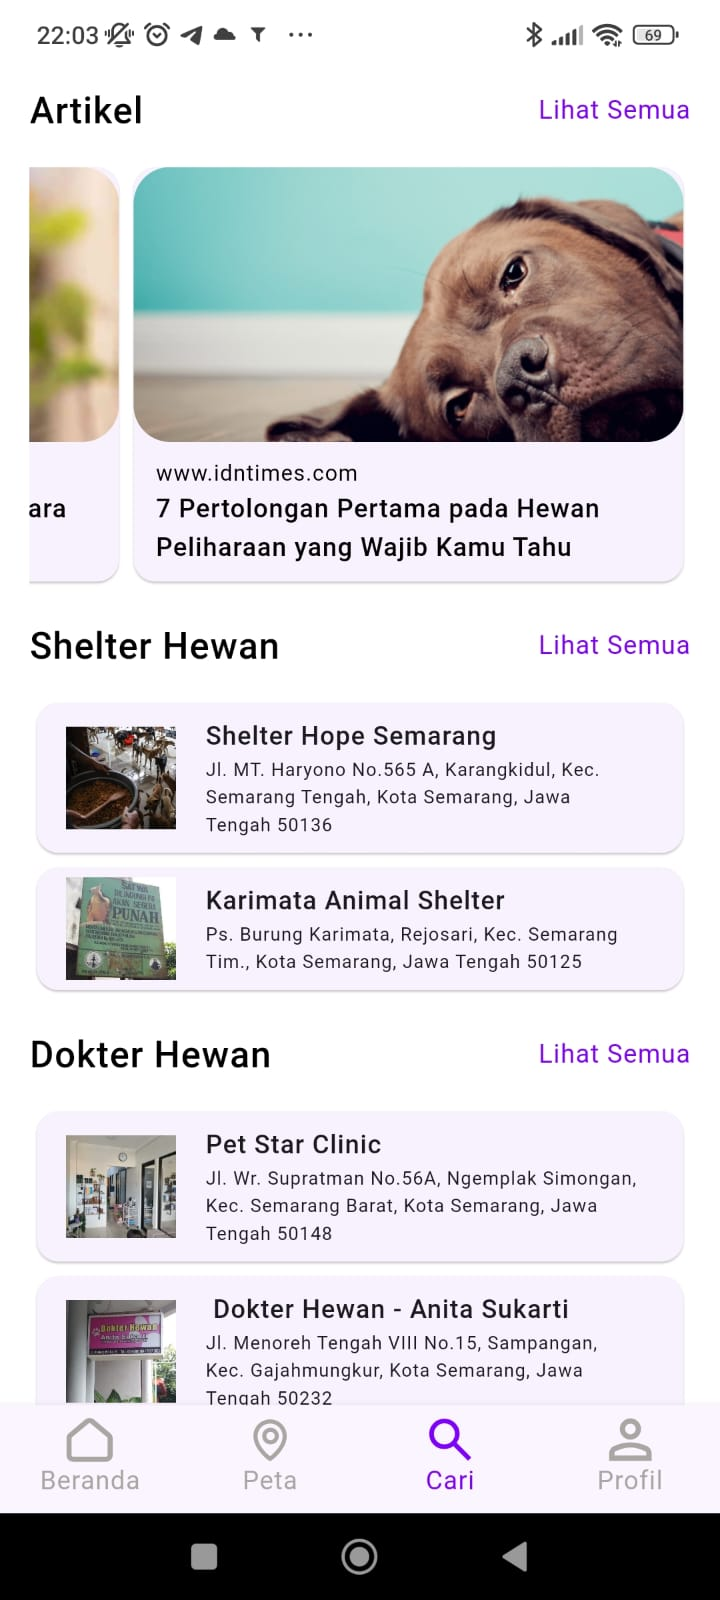 22:03
69
Artikel
Lihat Semua
ara
www.idntimes.com
7 Pertolongan Pertama pada Hewan
Peliharaan yang Wajib Kamu Tahu
Shelter Hewan
Lihat Semua
Shelter Hope Semarang
Jl. MT. Haryono No.565 A, Karangkidul, Kec.
Semarang Tengah, Kota Semarang, Jawa
Tengah 50136
PUNAH
Karimata Animal Shelter
Ps. Burung Karimata, Rejosari, Kec. Semarang
Tim., Kota Semarang, Jawa Tengah 50125
Dokter Hewan
Lihat Semua
Pet Star Clinic
Jl. Wr. Supratman No.56A, Ngemplak Simongan,
Kec. Semarang Barat, Kota Semarang, Jawa
Tengah 50148
Dokter Hewan
Dokter Hewan - Anita Sukarti
Jl. Menoreh Tengah VIII No.15, Sampangan,
Kec. Gajahmungkur, Kota Semarang, Jawa
Tengah 50232
Beranda
Peta
Cari
Profil